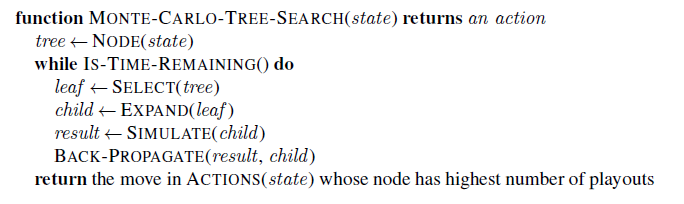 function MONTE-CARLO-TREE-SEARCH(state) returns an action
tree ← NODE(state)
while IS-TIME-REMAINING() do
leaf ← SELECT(tree)
child ← EXPAND(leaf)
result ← SIMULATE(child)
BACK-PROPAGATE(result, child)
return the move in ACTIONS(state) whose node has highest number of playouts